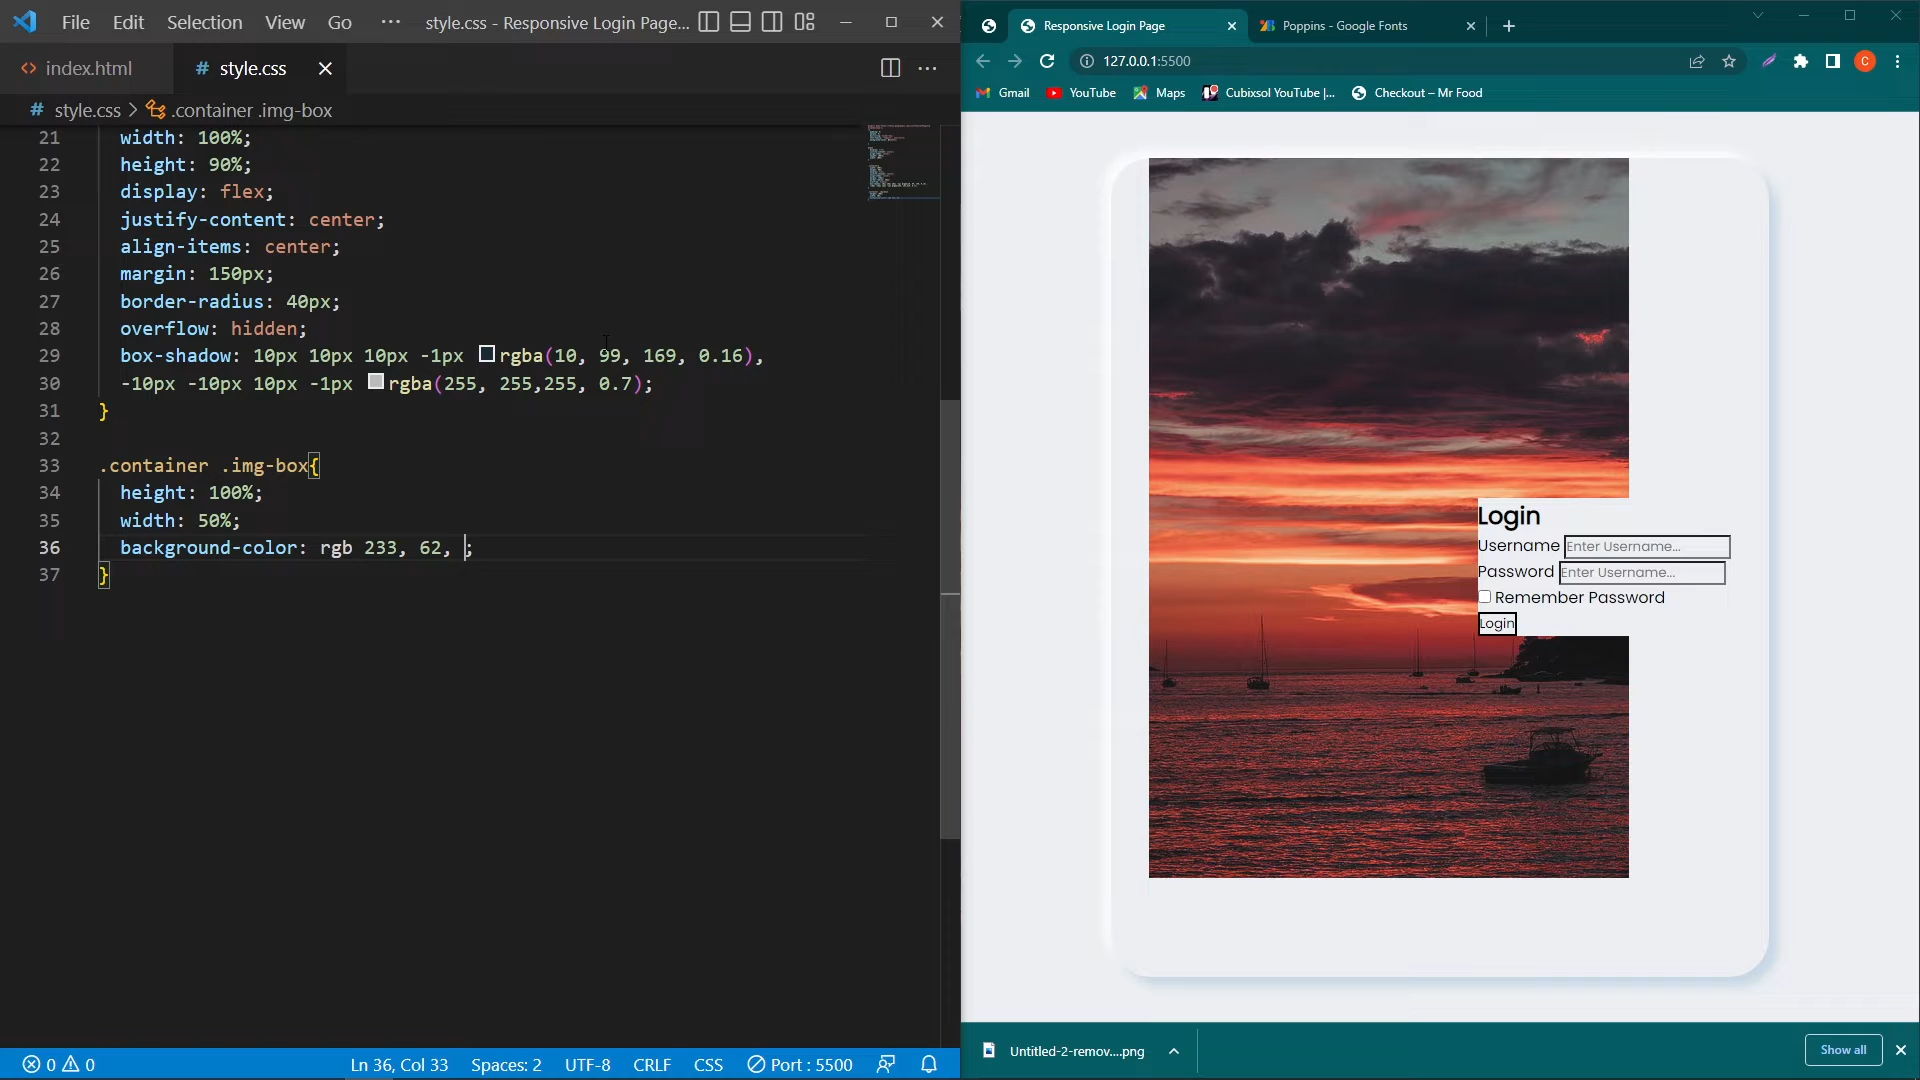 File Edit Selection View Go ··· style.css - Responsive Login Page...
index.html # style.css
# style.css > .container .img-box
21 width: 100%;
22 height: 90%;
23 display: flex;
24 justify-content: center;
25 align-items: center;
26 margin: 150px;
27 border-radius: 40px;
28 overflow: hidden;
29 box-shadow: 10px 10px 10px -1px rgba(10, 99, 169, 0.16),
30 -10px -10px 10px -1px rgba(255, 255,255, 0.7);
31 }
32
33 .container .img-box{
34 height: 100%;
35 width: 50%;
36 background-color: rgb 233, 62, ;
37 }
0 0 Ln 36, Col 33 Spaces: 2 UTF-8 CRLF CSS Port : 5500
Responsive Login Page Poppins - Google Fonts
127.0.0.1:5500 C
Gmail YouTube Maps Cubixsol YouTube |... Checkout – Mr Food
Login
Username Enter Username...
Password Enter Username...
Remember Password
Login
Untitled-2-remov....png Show all